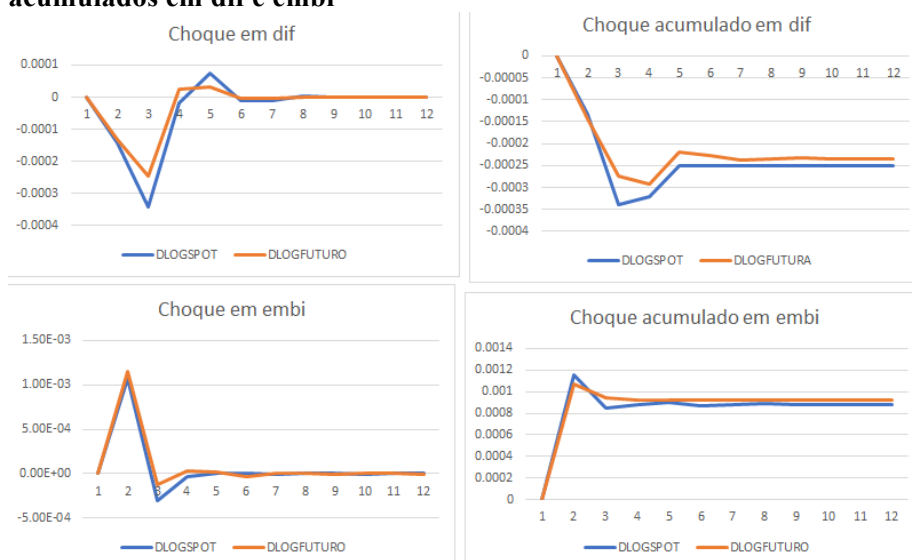 acumulados em dif e embi
Choque em dif
0.0001
0
-0.0001
-0.0002
-0.0003
-0.0004
1 2 3 4 5 6 7 8 9 10 11 12
DLOGSPOT DLOGFUTURO
Choque acumulado em dif
0
-0.00005
-0.0001
-0.00015
-0.0002
-0.00025
-0.0003
-0.00035
-0.0004
1 2 3 4 5 6 7 8 9 10 11 12
DLOGSPOT DLOGFUTURA
Choque em embi
1.50E-03
1.00E-03
5.00E-04
0.00E+00
-5.00E-04
1 2 3 4 5 6 7 8 9 10 11 12
DLOGSPOT DLOGFUTURO
Choque acumulado em embi
0.0014
0.0012
0.001
0.0008
0.0006
0.0004
0.0002
0
1 2 3 4 5 6 7 8 9 10 11 12
DLOGSPOT DLOGFUTURO